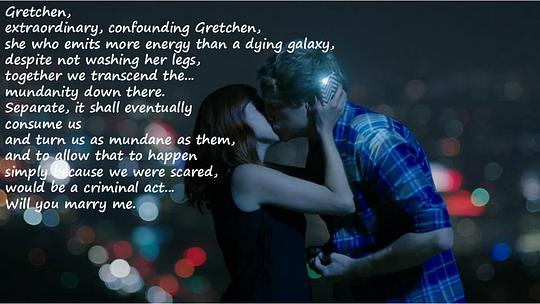 Gretchen,
extraordinary, confounding Gretchen,
she who emits more energy than a dying galaxy,
despite not washing her legs,
together we transcend the...
mundanity down there.
Separate, it shall eventually
consume us
and turn us as mundane as them,
and to allow that to happen
simply because we were scared,
would be a criminal act...
Will you marry me.